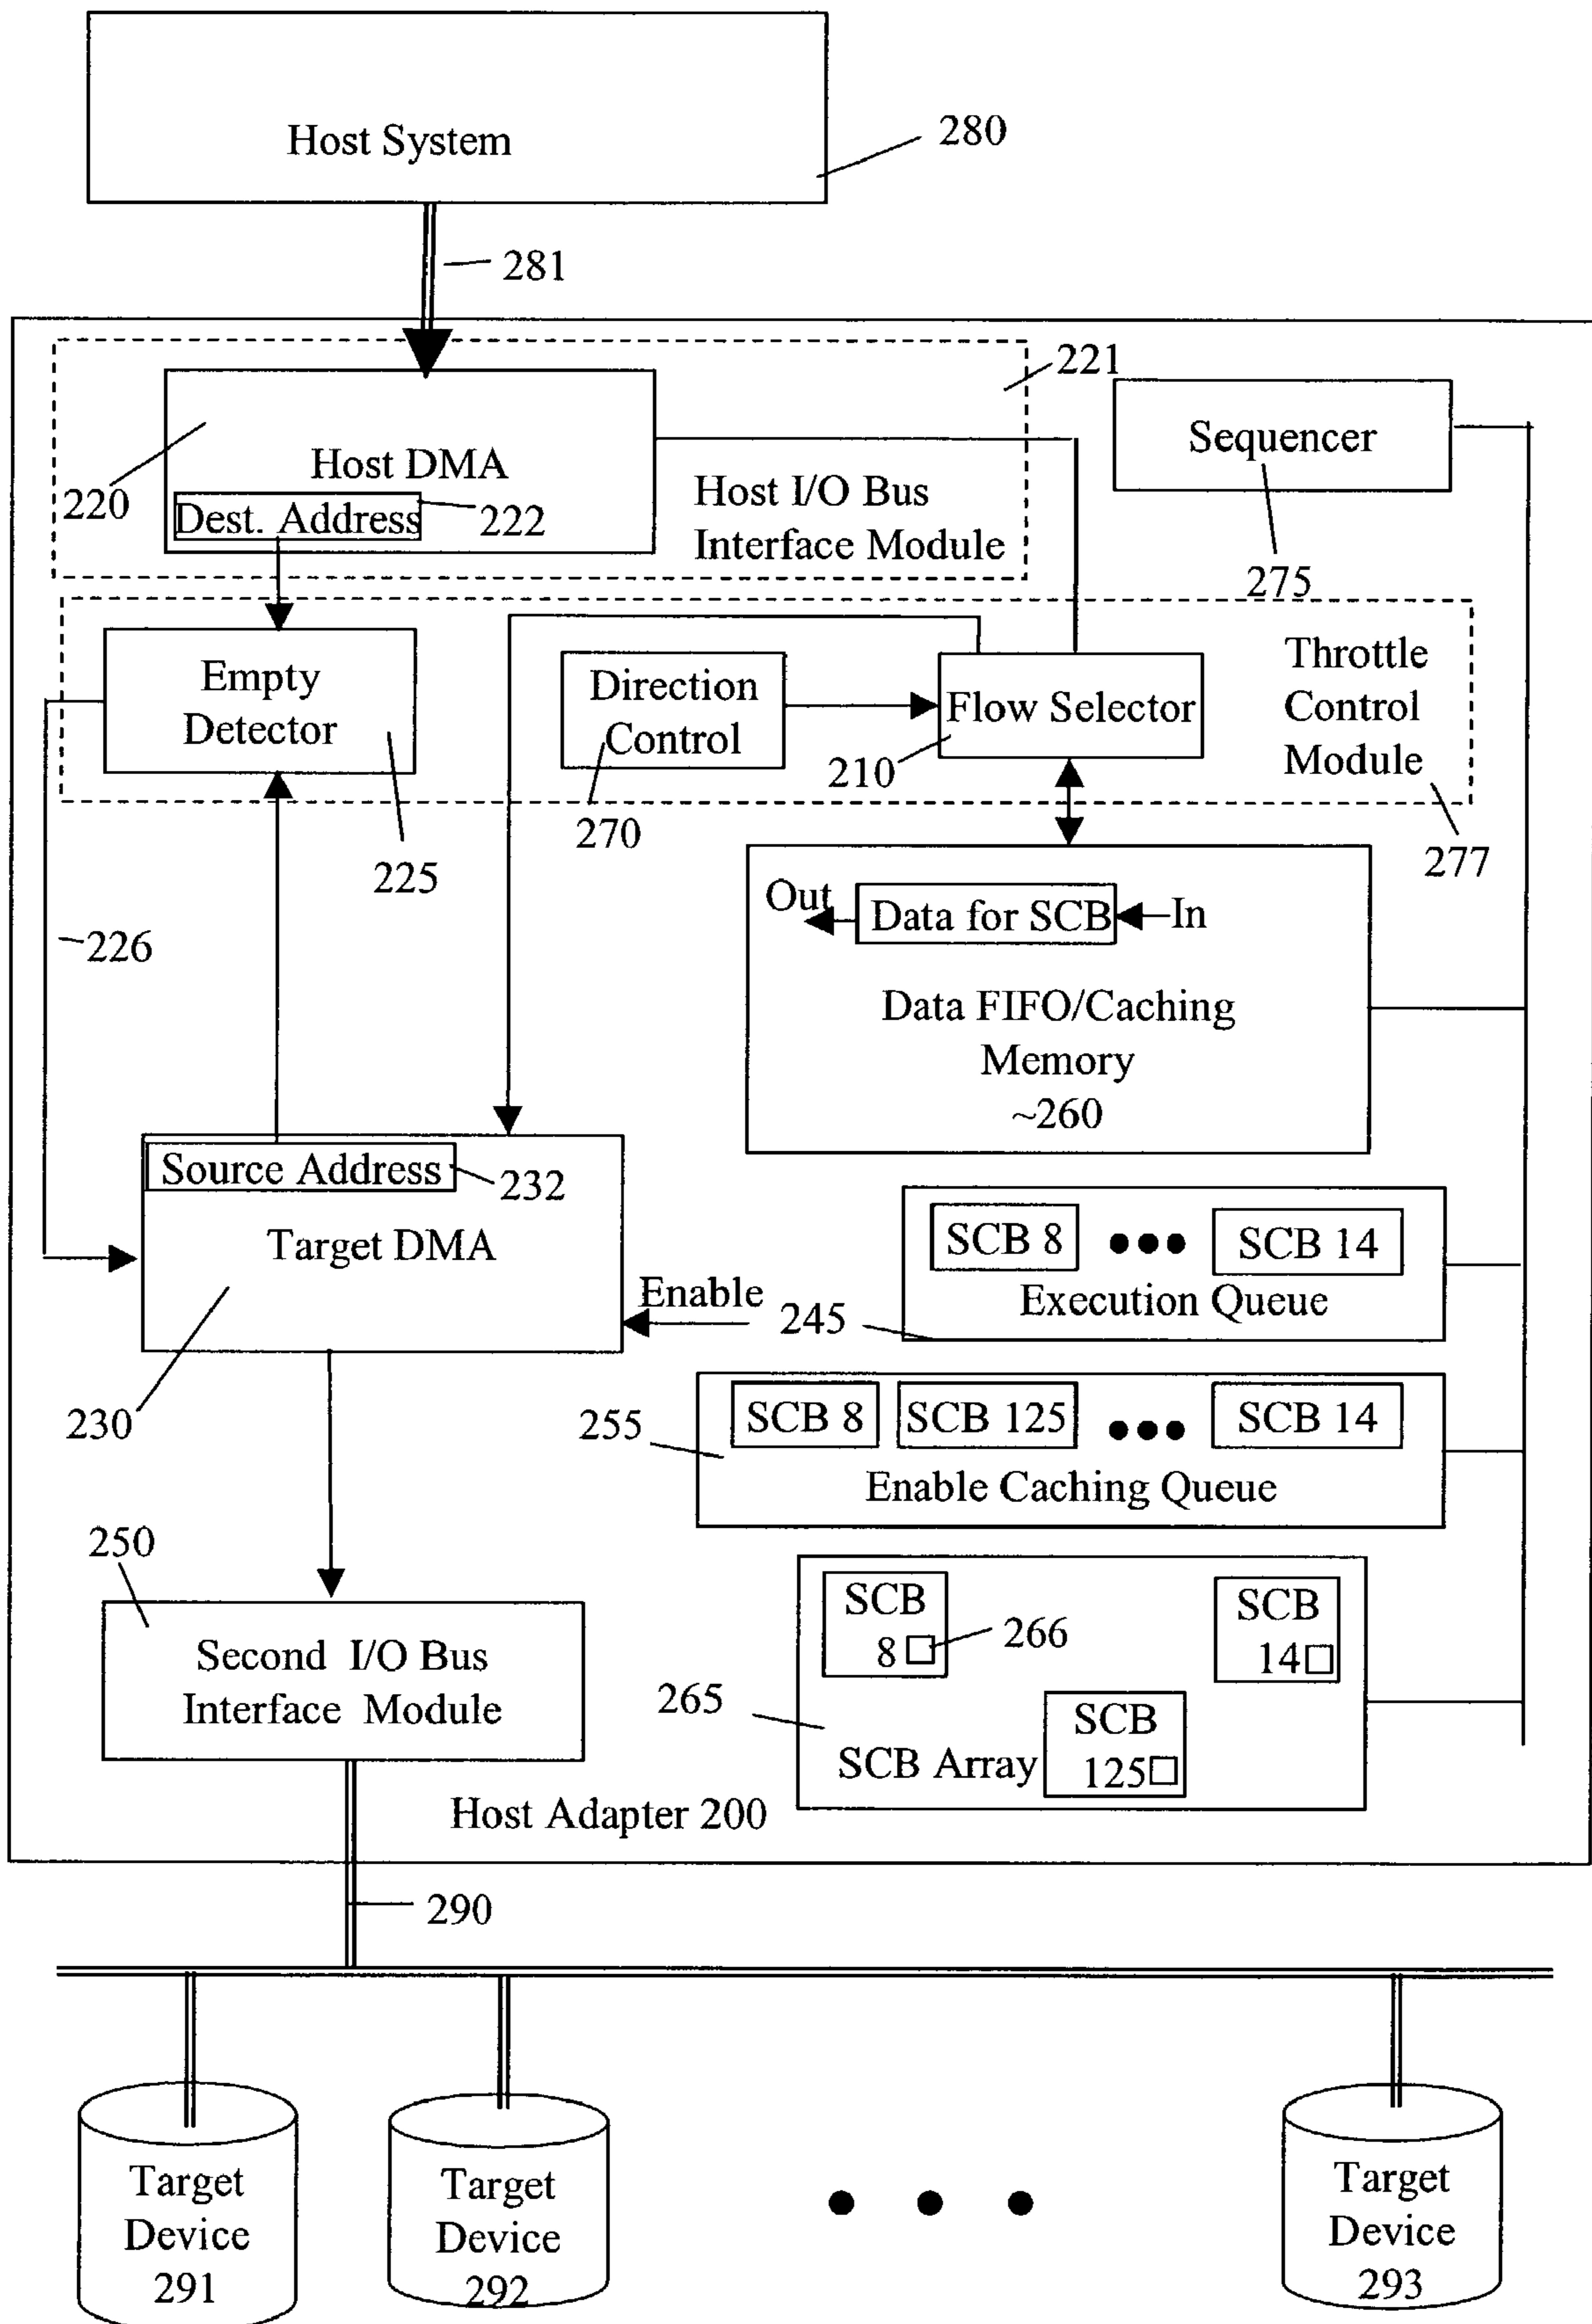 Host System
280
281
221
Host DMA
220
Dest. Address
222
Host I/O Bus
Interface Module
Sequencer
275
Empty
Detector
225
Direction
Control
270
Flow Selector
210
Throttle
Control
Module
277
226
Out
Data for SCB
In
Data FIFO/Caching
Memory
~260
Source Address
232
Target DMA
230
Enable
SCB 8
SCB 14
Execution Queue
245
SCB 8
SCB 125
SCB 14
Enable Caching Queue
255
250
Second I/O Bus
Interface Module
SCB
8
266
SCB
14
265
SCB
125
SCB Array
Host Adapter 200
290
Target
Device
291
Target
Device
292
Target
Device
293